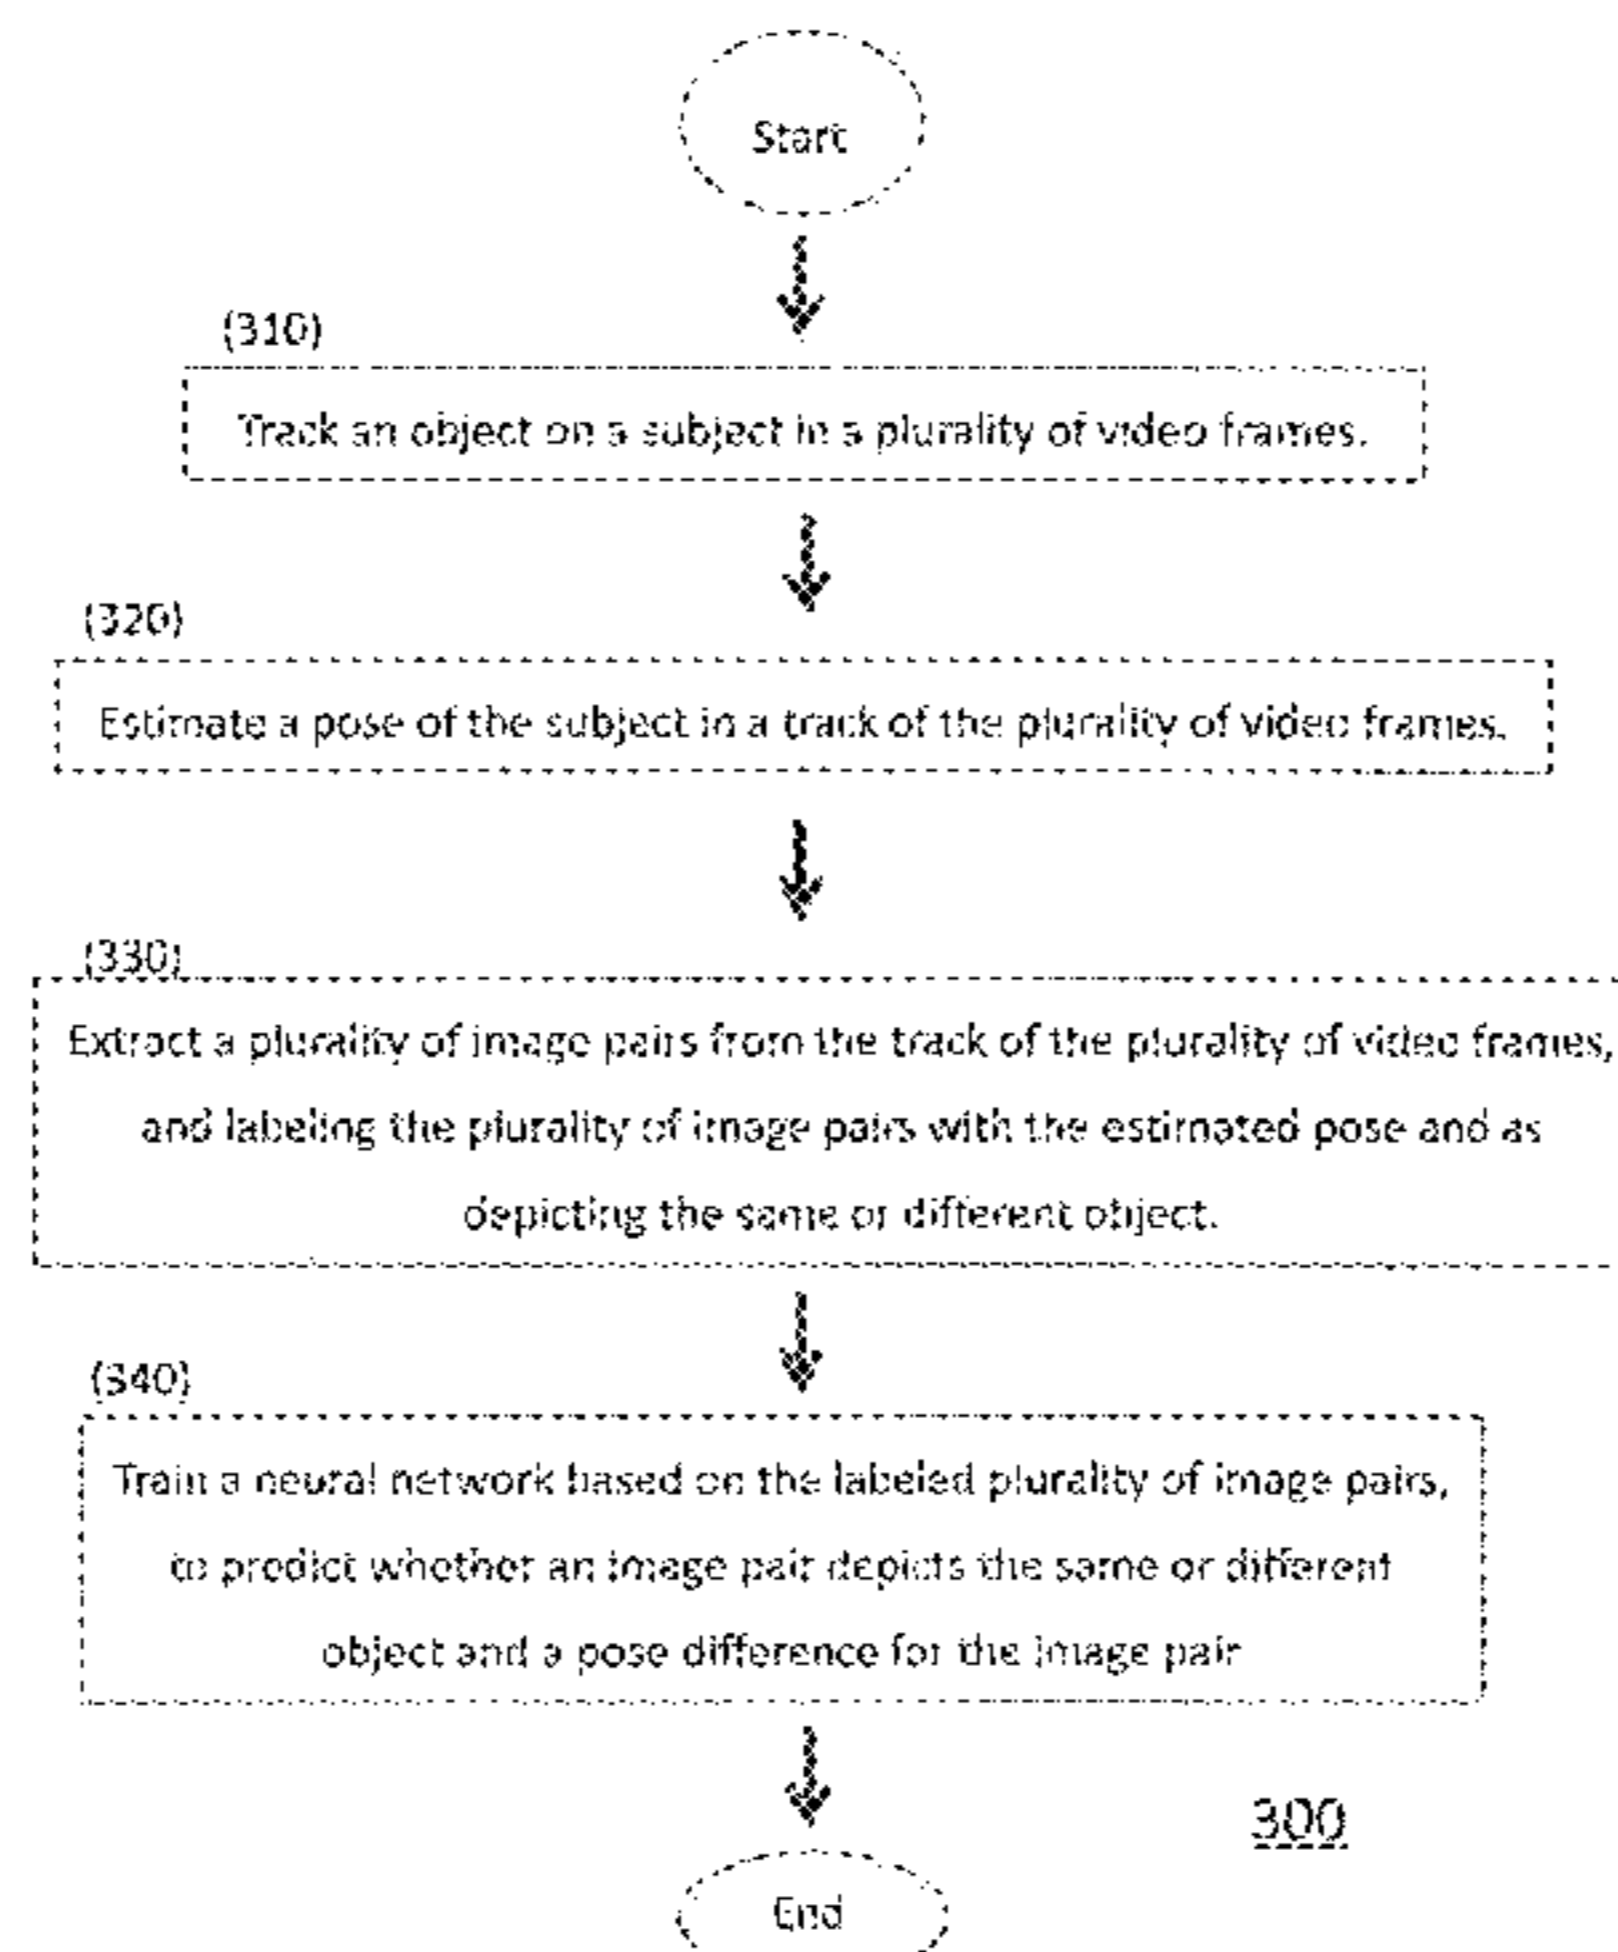 Start
(310)
Track an object on a subject in a plurality of video frames.
(320)
Estimate a pose of the subject in a track of the plurality of video frames.
(330)
Extract a plurality of image pairs from the track of the plurality of video frames,
and labeling the plurality of image pairs with the estimated pose and as
depicting the same or different object.
(340)
Train a neural network based on the labeled plurality of image pairs,
to predict whether an image pair depicts the same or different
object and a pose difference for the image pair
300
End